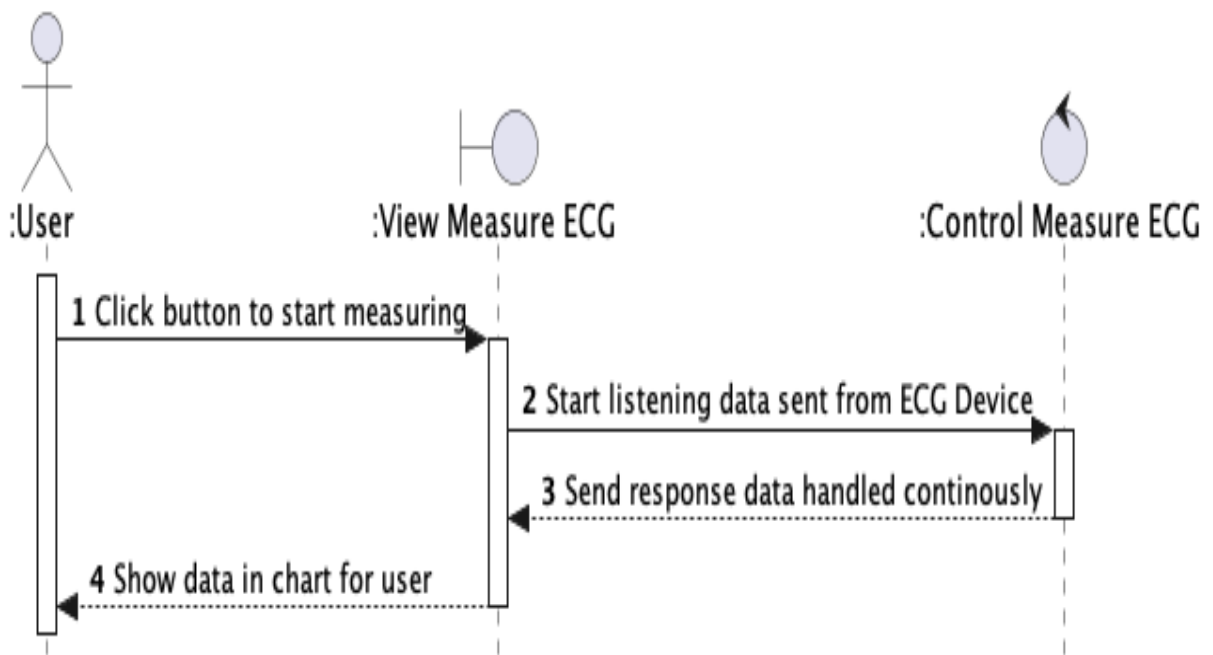 :User
:View Measure ECG
:Control Measure ECG
1 Click button to start measuring
2 Start listening data sent from ECG Device
3 Send response data handled continously
4 Show data in chart for user